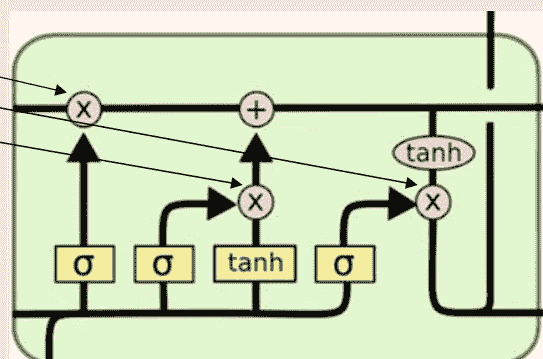 x + 
tanh
x x
σ σ tanh σ